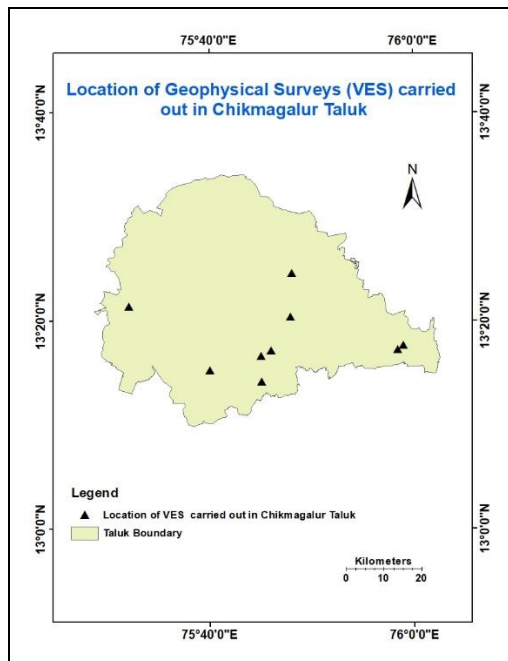 75°40'0"E 76°0'0"E
Location of Geophysical Surveys (VES) carried
out in Chikmagalur Taluk
13°40'0"N 13°40'0"N
N
13°20'0"N 13°20'0"N
Legend
Location of VES carried out in Chikmagalur Taluk
Taluk Boundary
13°0'0"N 13°0'0"N
Kilometers
0 10 20
75°40'0"E 76°0'0"E